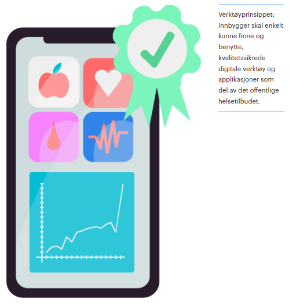 Verktøyprinsippet:
Innbygger skal enkelt
kunne finne og
benytte,
kvalitetssikrede
digitale verktøy og
applikasjoner som
del av det offentlige
helsetilbudet.